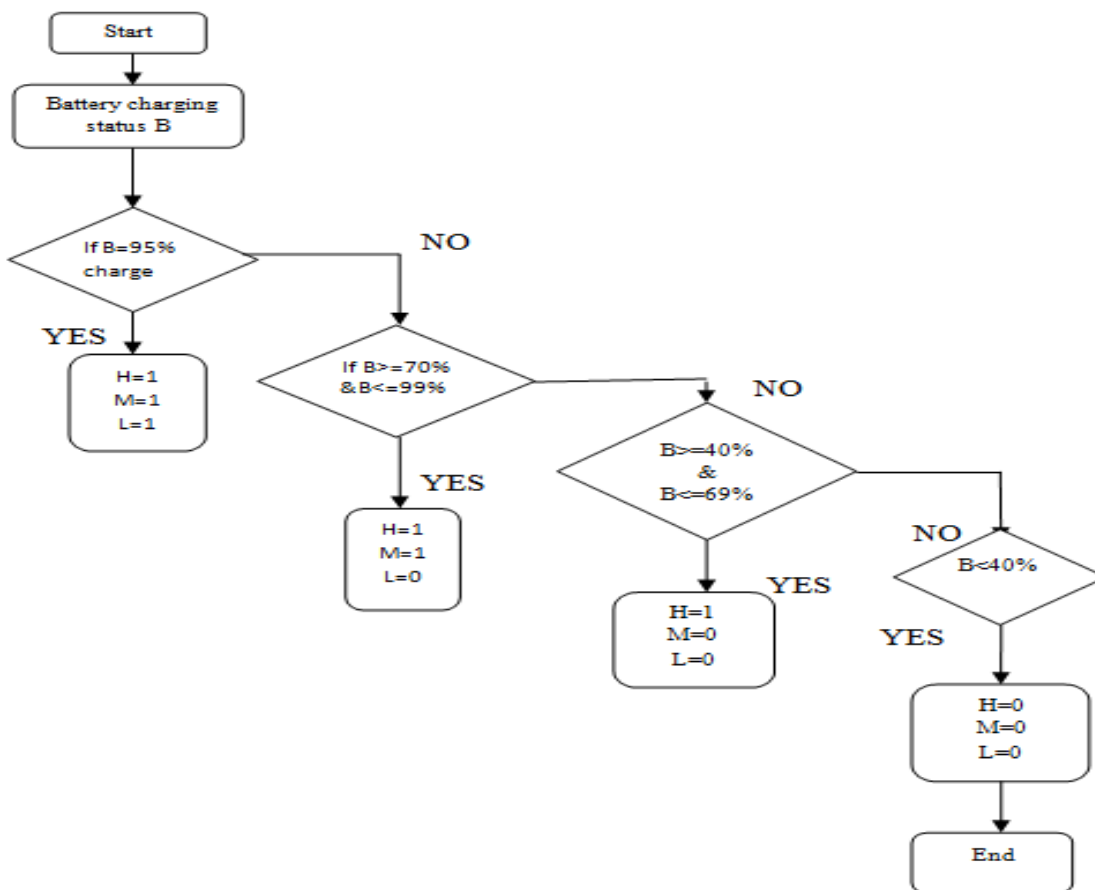 Start
Battery charging
status B
If B=95%
charge
NO
YES
H=1
M=1
L=1
If B>=70%
&B<=99%
NO
YES
H=1
M=1
L=0
B>=40%
&
B<=69%
NO
YES
H=1
M=0
L=0
B<40%
YES
H=0
M=0
L=0
End